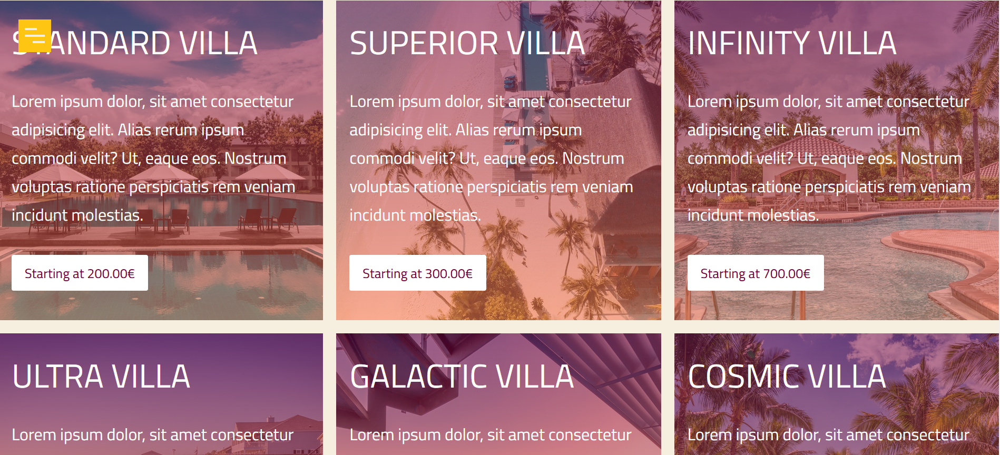 STANDARD VILLA
Lorem ipsum dolor, sit amet consectetur
adipisicing elit. Alias rerum ipsum
commodi velit? Ut, eaque eos. Nostrum
voluptas ratione perspiciatis rem veniam
incidunt molestias.
Starting at 200.00€
SUPERIOR VILLA
Lorem ipsum dolor, sit amet consectetur
adipisicing elit. Alias rerum ipsum
commodi velit? Ut, eaque eos. Nostrum
voluptas ratione perspiciatis rem veniam
incidunt molestias.
Starting at 300.00€
INFINITY VILLA
Lorem ipsum dolor, sit amet consectetur
adipisicing elit. Alias rerum ipsum
commodi velit? Ut, eaque eos. Nostrum
voluptas ratione perspiciatis rem veniam
incidunt molestias.
Starting at 700.00€
ULTRA VILLA
Lorem ipsum dolor, sit amet consectetur
GALACTIC VILLA
Lorem ipsum dolor, sit amet consectetur
COSMIC VILLA
Lorem ipsum dolor, sit amet consectetur